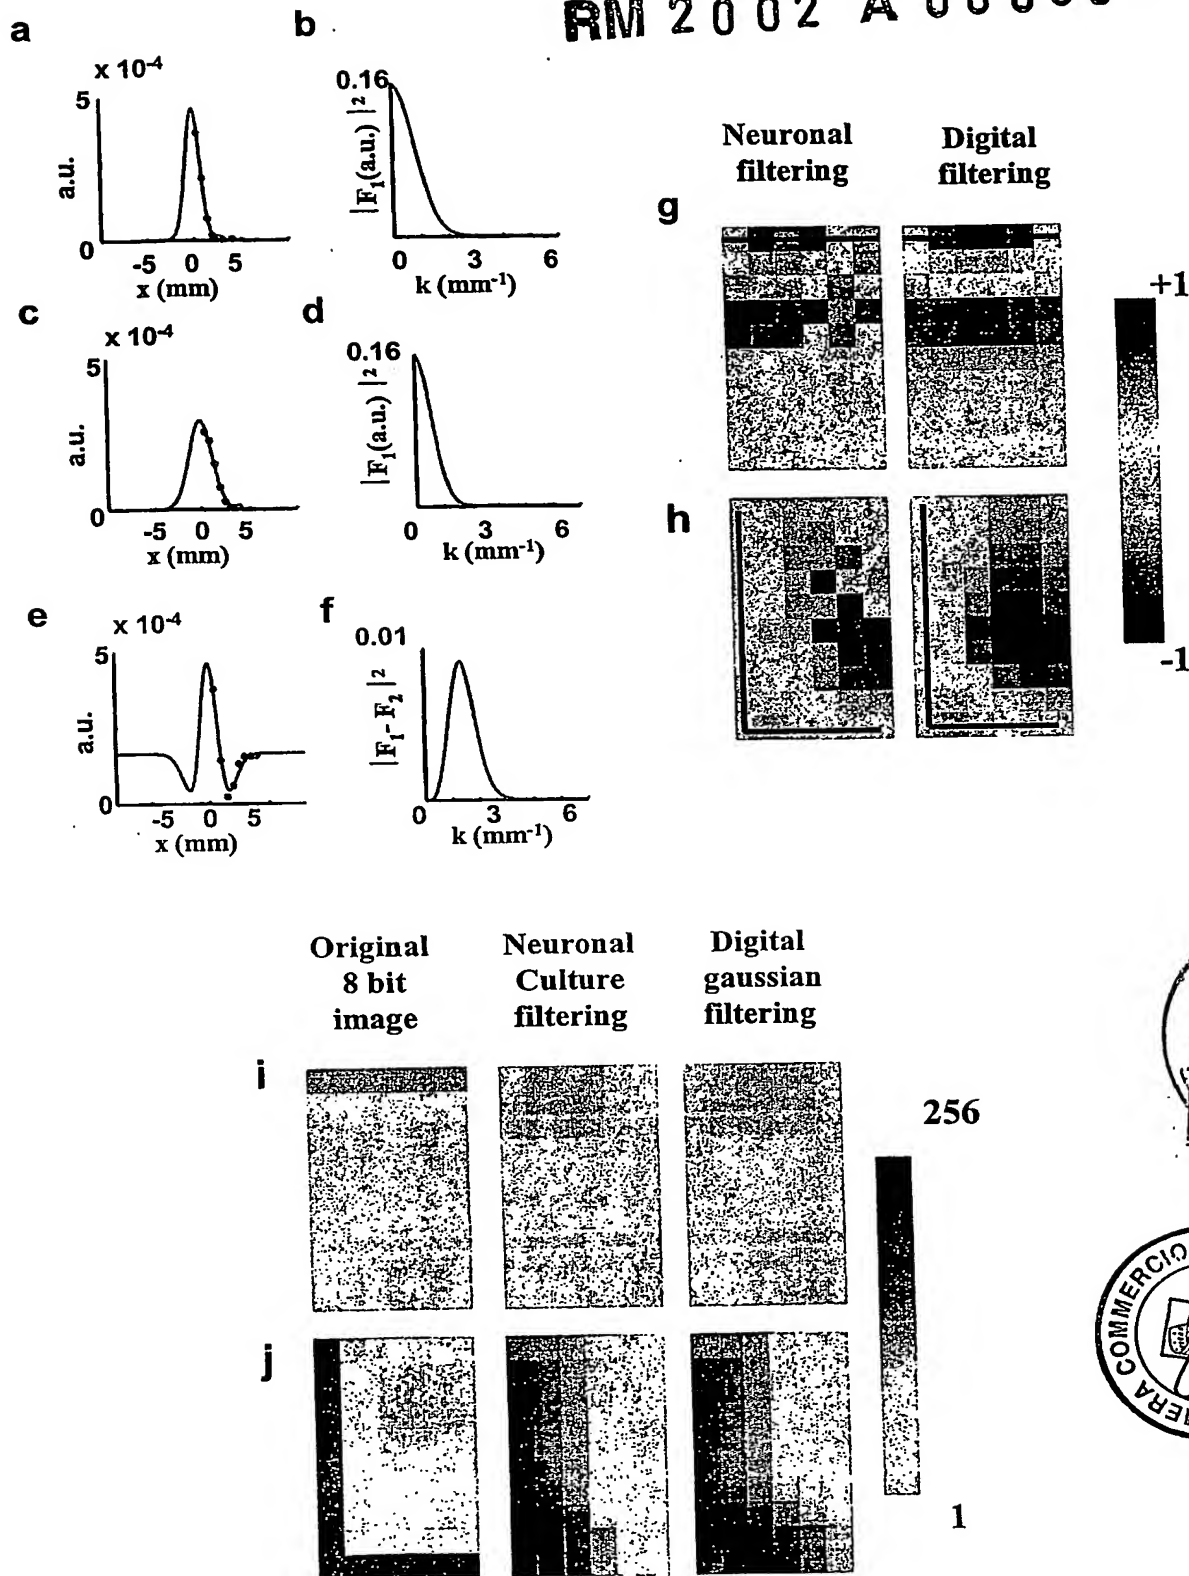 RM 2002 A
a
x 10-4
5
a.u.
0
-5 0 5
x (mm)
b
0.16
|F1(a.u.)|2
0 3 6
k (mm-1)
c
x 10-4
5
a.u.
0
-5 0 5
x (mm)
d
0.16
|F1(a.u.)|2
0 3 6
k (mm-1)
e
x 10-4
5
a.u.
0
-5 0 5
x (mm)
f
0.01
|F1-F2|2
0 3 6
k (mm-1)
Neuronal
filtering
Digital
filtering
g
h
+1
-1
Original
8 bit
image
Neuronal
Culture
filtering
Digital
gaussian
filtering
i
j
256
1
COMMERCIO